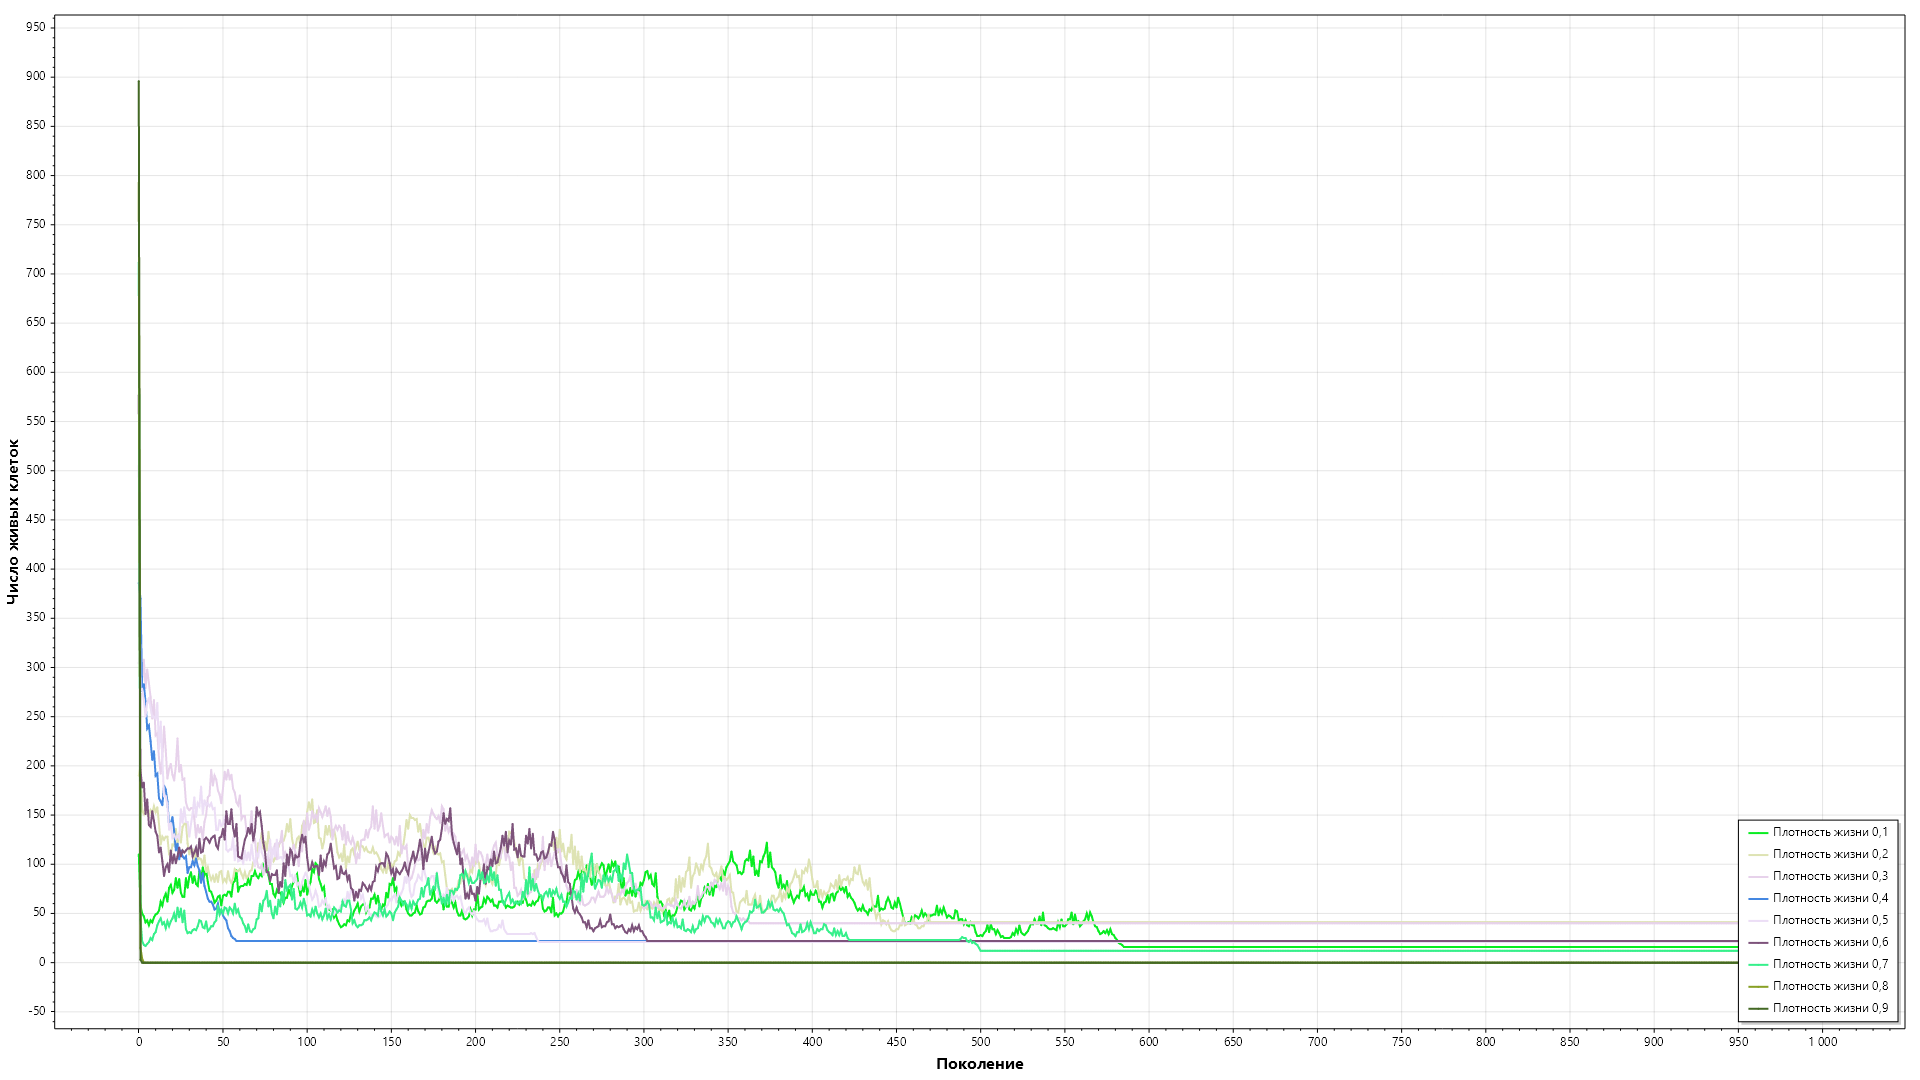 950
900
850
800
750
700
650
600
550
500
450
400
350
300
250
200
150
100
50
0
-50
Число живых клеток
0 50 100 150 200 250 300 350 400 450 500 550 600 650 700 750 800 850 900 950 1 000
Поколение
Плотность жизни 0,1
Плотность жизни 0,2
Плотность жизни 0,3
Плотность жизни 0,4
Плотность жизни 0,5
Плотность жизни 0,6
Плотность жизни 0,7
Плотность жизни 0,8
Плотность жизни 0,9